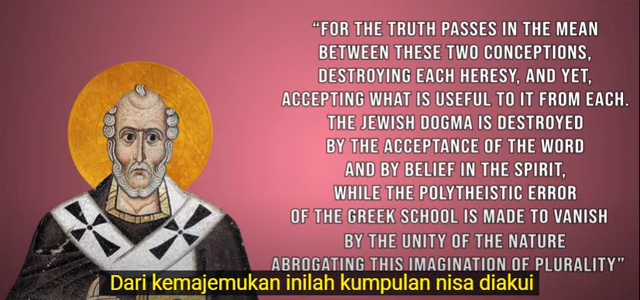 “FOR THE TRUTH PASSES IN THE MEAN
BETWEEN THESE TWO CONCEPTIONS,
DESTROYING EACH HERESY, AND YET,
ACCEPTING WHAT IS USEFUL TO IT FROM EACH.
THE JEWISH DOGMA IS DESTROYED
BY THE ACCEPTANCE OF THE WORD
AND BY BELIEF IN THE SPIRIT,
WHILE THE POLYTHEISTIC ERROR
OF THE GREEK SCHOOL IS MADE TO VANISH
BY THE UNITY OF THE NATURE
ABROGATING THIS IMAGINATION OF PLURALITY”
Dari kemajemukan inilah kumpulan nisa diakui